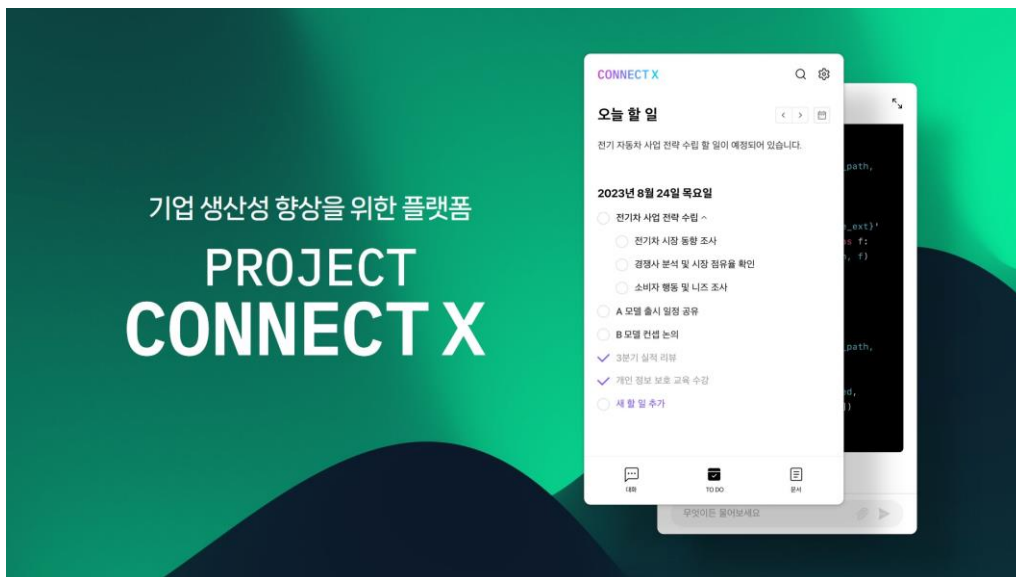 기업 생산성 향상을 위한 플랫폼
PROJECT
CONNECT X
CONNECT X
오늘 할 일
전기 자동차 사업 전략 수립 할 일이 예정되어 있습니다.
2023년 8월 24일 목요일
전기차 사업 전략 수립
전기차 시장 동향 조사
경쟁사 분석 및 시장 점유율 확인
소비자 행동 및 니즈 조사
A 모델 출시 일정 공유
B 모델 컨셉 논의
3분기 실적 리뷰
개인 정보 보호 교육 수강
새 할 일 추가
대화 TO DO 문서
_path,
_ext}'
s f:
, f)
_path,
ed,
])
무엇이든 물어보세요